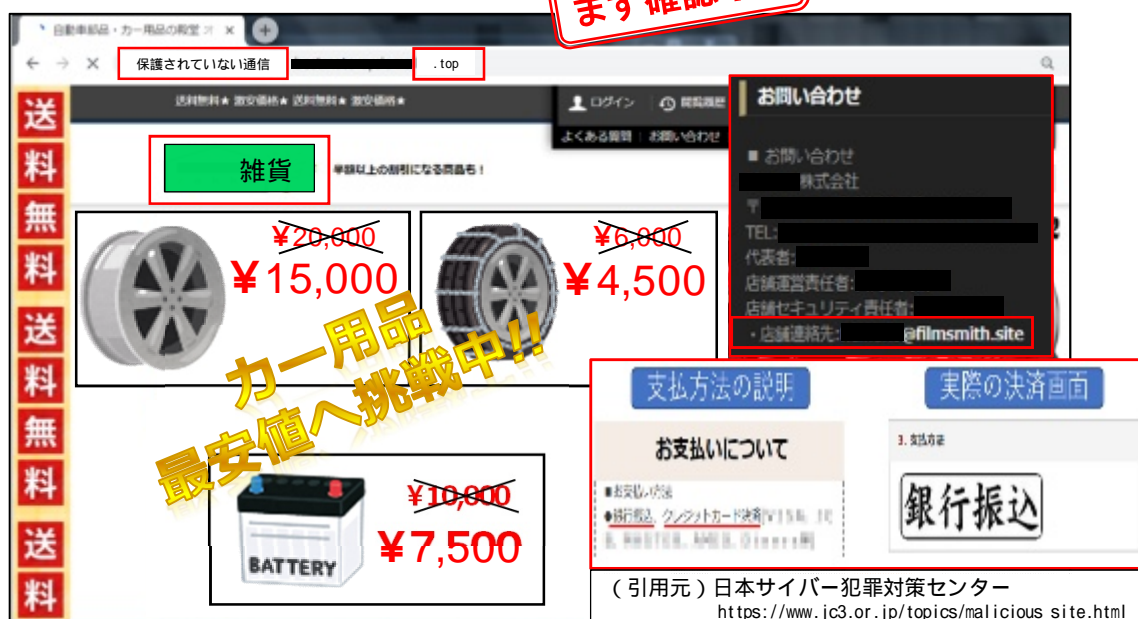 まず確認
自動車部品・カー用品の殿堂
保護されていない通信
.top
送料無料★ 激安価格★ 送料無料★ 激安価格★
ログイン
閲覧履歴
よくある質問
お問い合わせ
送料無料送料無料送料
雑貨
半額以上の割引になる商品も!
¥20,000
¥15,000
¥6,000
¥4,500
カー用品
最安値へ挑戦中!!
¥10,000
¥7,500
BATTERY
お問い合わせ
■ お問い合わせ
株式会社
〒
TEL:
代表者:
店舗運営責任者:
店舗セキュリティ責任者:
・店舗連絡先:
@filmsmith.site
支払方法の説明
お支払いについて
■お支払い方法
●銀行振込、クレジットカード決済
実際の決済画面
3. 支払方法
銀行振込
(引用元)日本サイバー犯罪対策センター
https://www.jc3.or.jp/topics/malicious_site.html